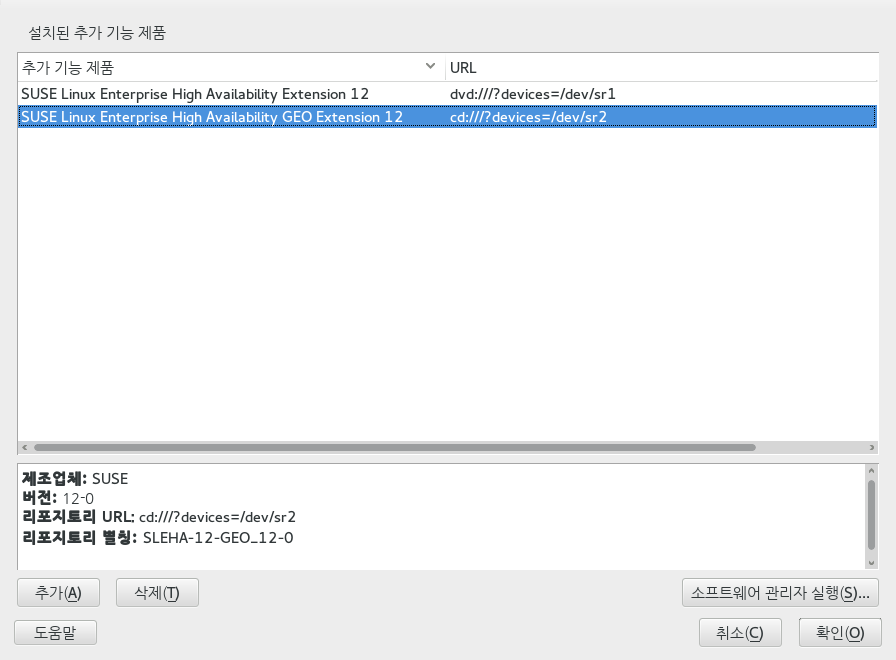 설치된 추가 기능 제품
추가 기능 제품 URL
SUSE Linux Enterprise High Availability Extension 12 dvd:///?devices=/dev/sr1
SUSE Linux Enterprise High Availability GEO Extension 12 cd:///?devices=/dev/sr2
제조업체: SUSE
버전: 12-0
리포지토리 URL: cd:///?devices=/dev/sr2
리포지토리 별칭: SLEHA-12-GEO_12-0
추가(A) 삭제(T) 소프트웨어 관리자 실행(S)...
도움말 취소(C) 확인(O)